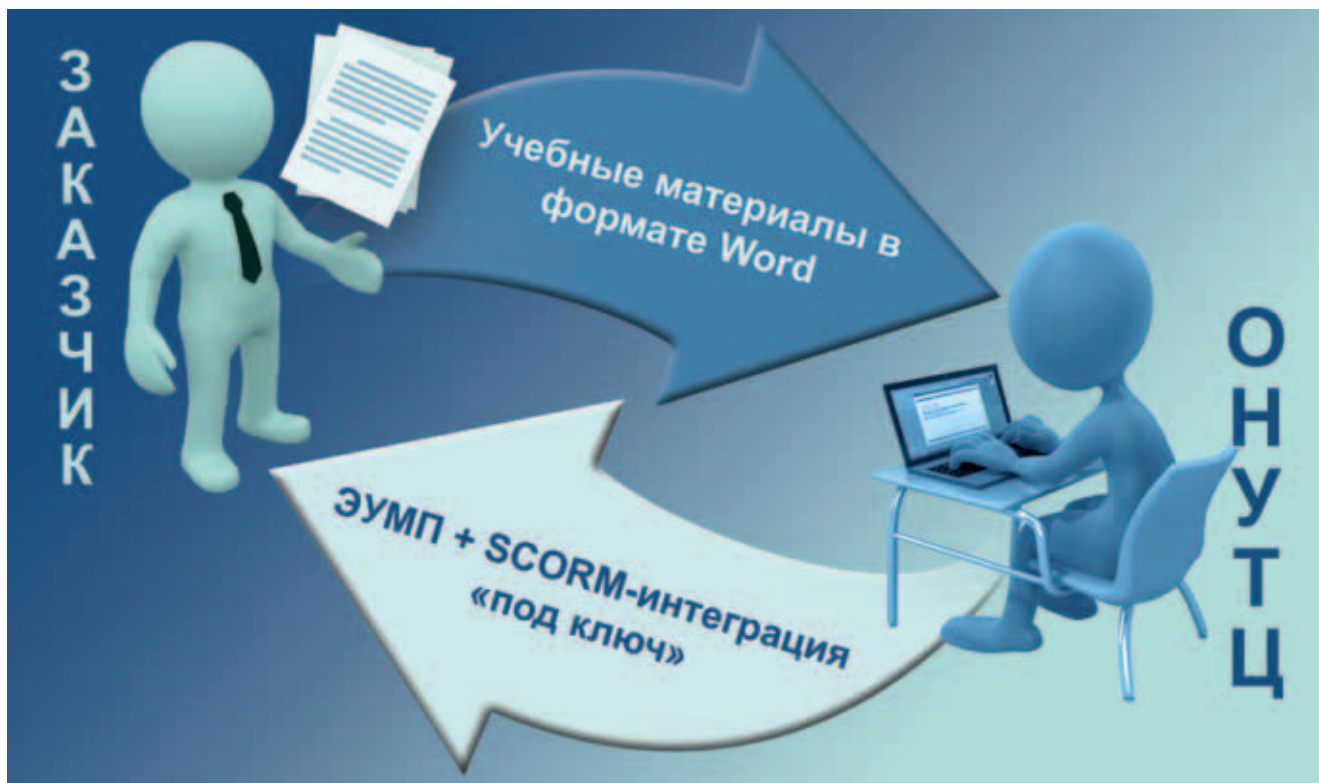 ЗАКАЗЧИК
Учебные материалы в
формате Word
ОНУТЦ
ЭУМП + SCORM-интеграция
«под ключ»